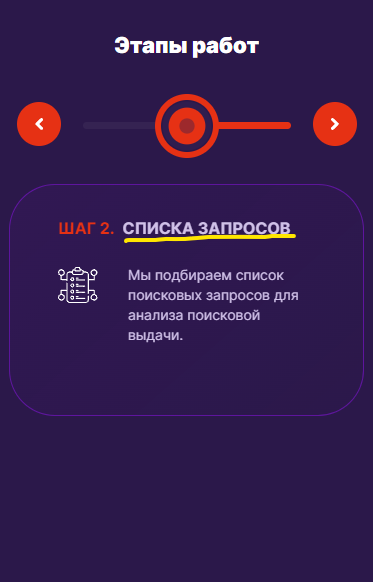 Этапы работ
ШАГ 2. СПИСКА ЗАПРОСОВ
Мы подбираем список
поисковых запросов для
анализа поисковой
выдачи.